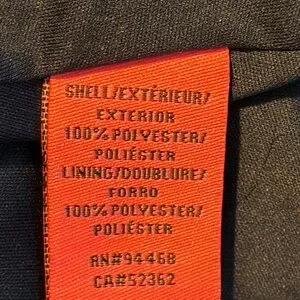 SHELL/EXTÉRIEUR/
EXTERIOR
100% POLYESTER/
POLIÉSTER
LINING/DOUBLURE/
FORRO
100% POLYESTER/
POLIÉSTER
RN#94468
CA#52362